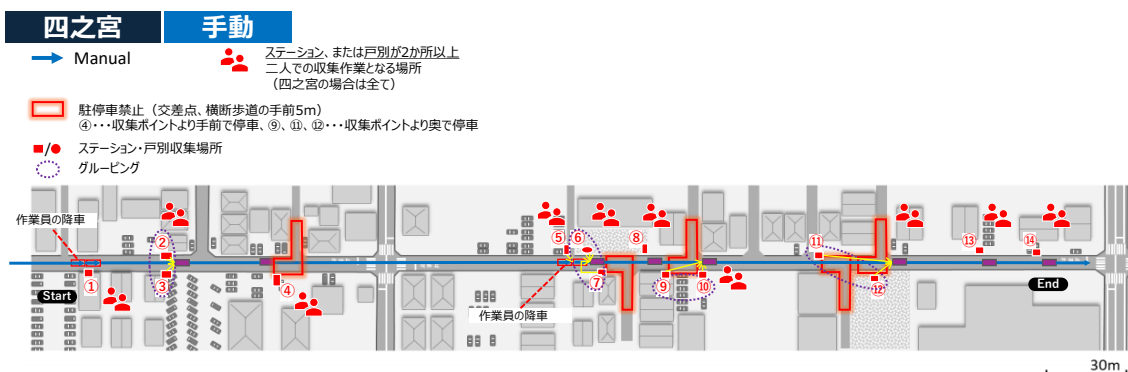 四之宮 手動
Manual
ステーション、または戸別が2か所以上
二人での収集作業となる場所
（四之宮の場合は全て）
駐停車禁止（交差点、横断歩道の手前5m）
④・・・収集ポイントより手前で停車、⑨、⑪、⑫・・・収集ポイントより奥で停車
■/● ステーション・戸別収集場所
グルーピング
作業員の降車
②
⑤ ⑥ ⑧
⑪
⑬ ⑭
①
③
④
⑦
⑨ ⑩
⑫
Start
End
作業員の降車
30m